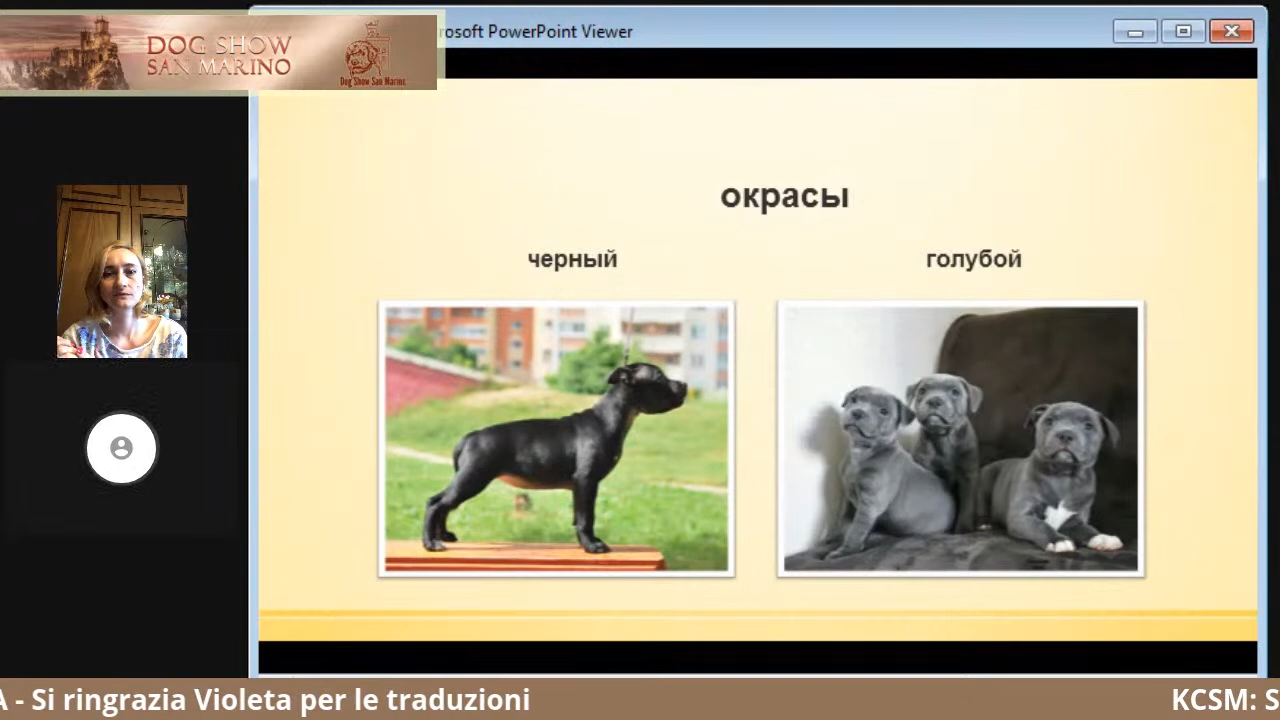 DOG SHOW
SAN MARINO
Dog Show San Marino
rosoft PowerPoint Viewer
окрасы
черный
голубой
A - Si ringrazia Violeta per le traduzioni
KCSM: S